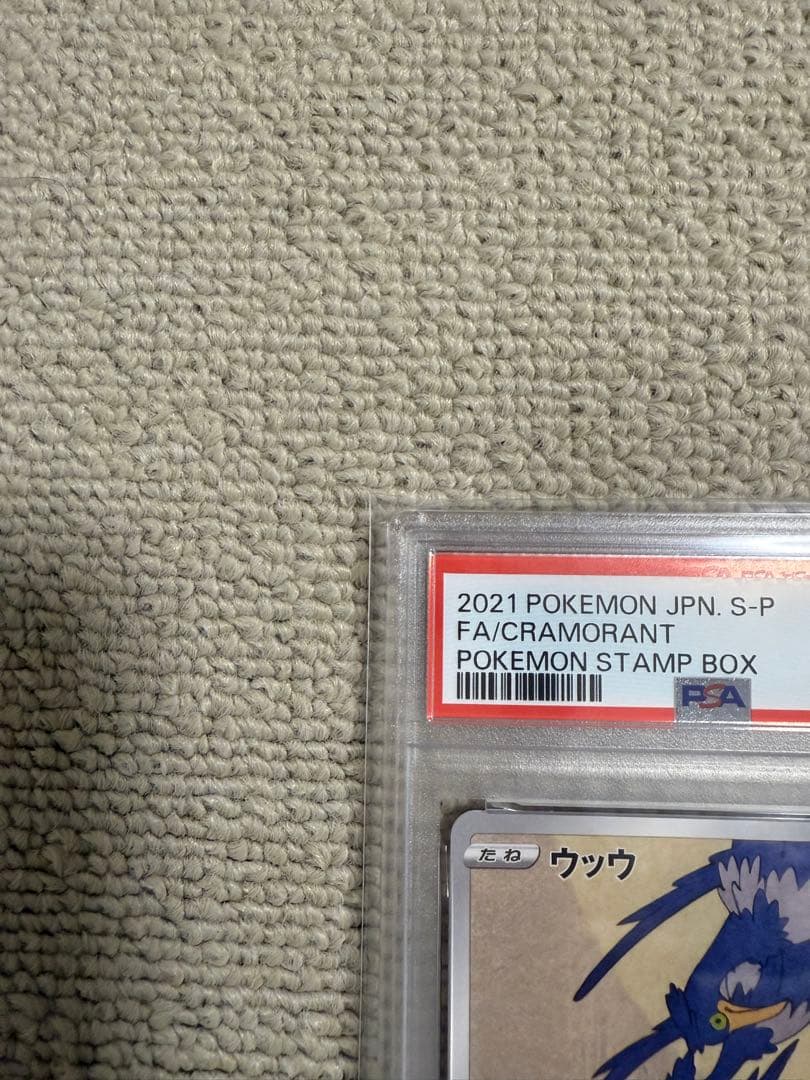 2021 POKEMON JPN. S-P
FA/CRAMORANT
POKEMON STAMP BOX
PSA
たね ウッウ